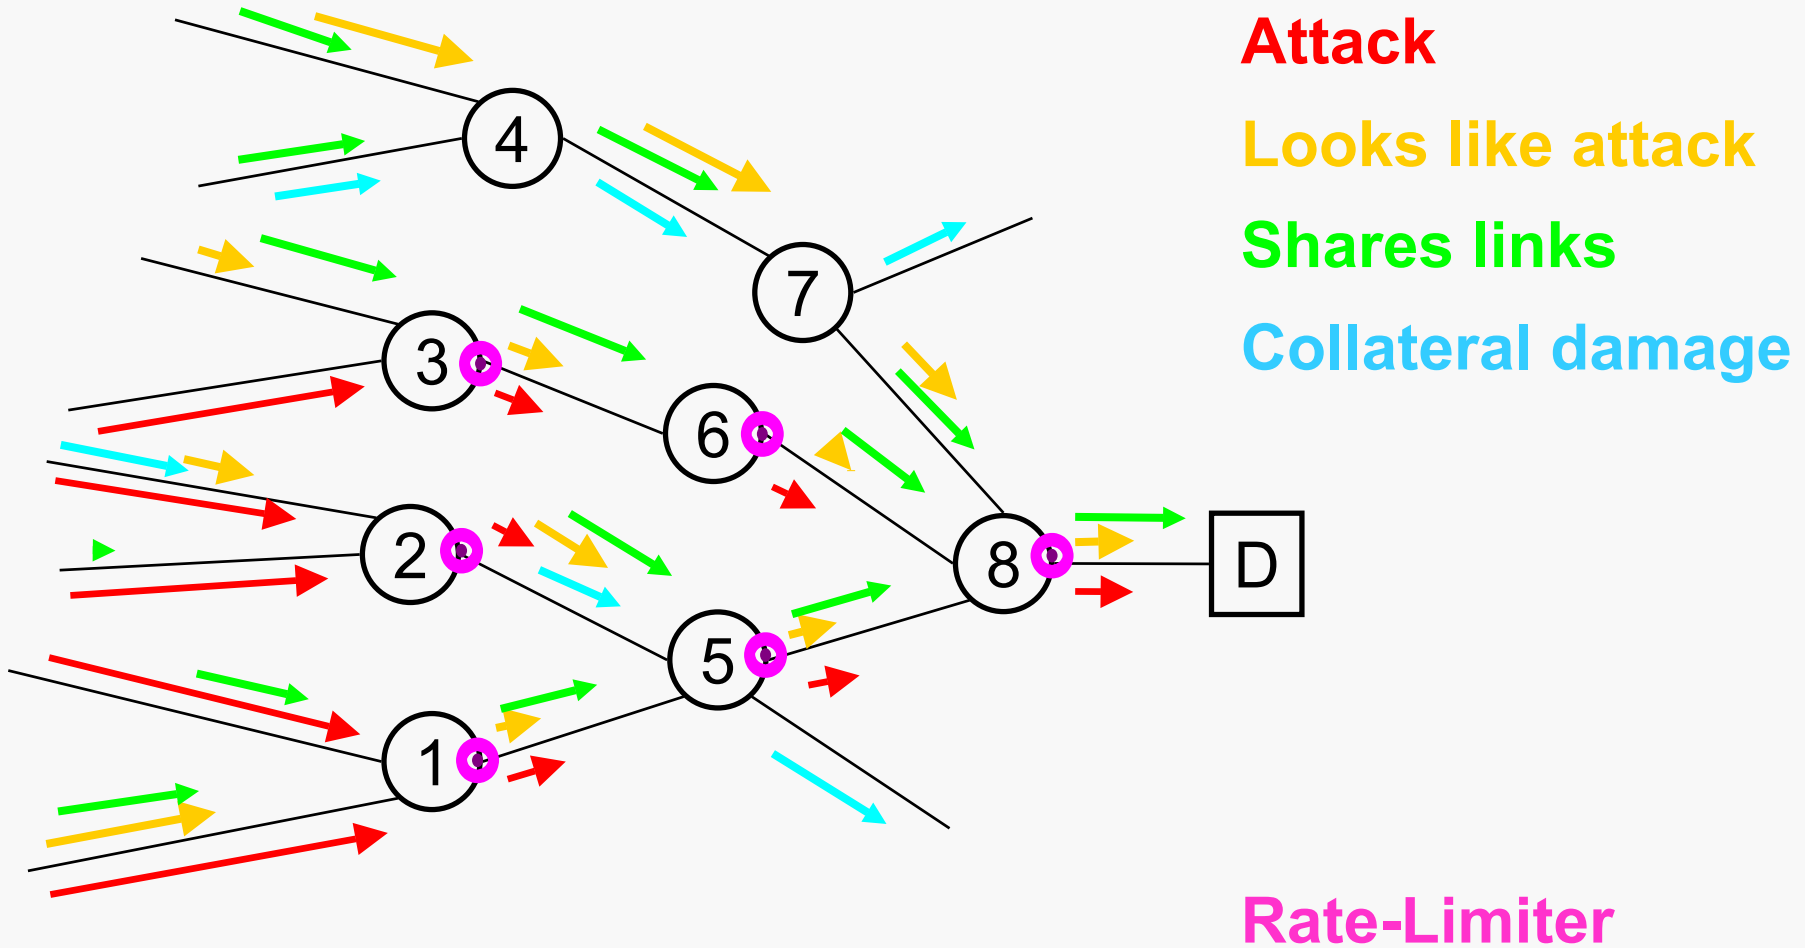 Attack
Looks like attack
Shares links
Collateral damage
4
7
3
6
2
8
D
5
1
Rate-Limiter